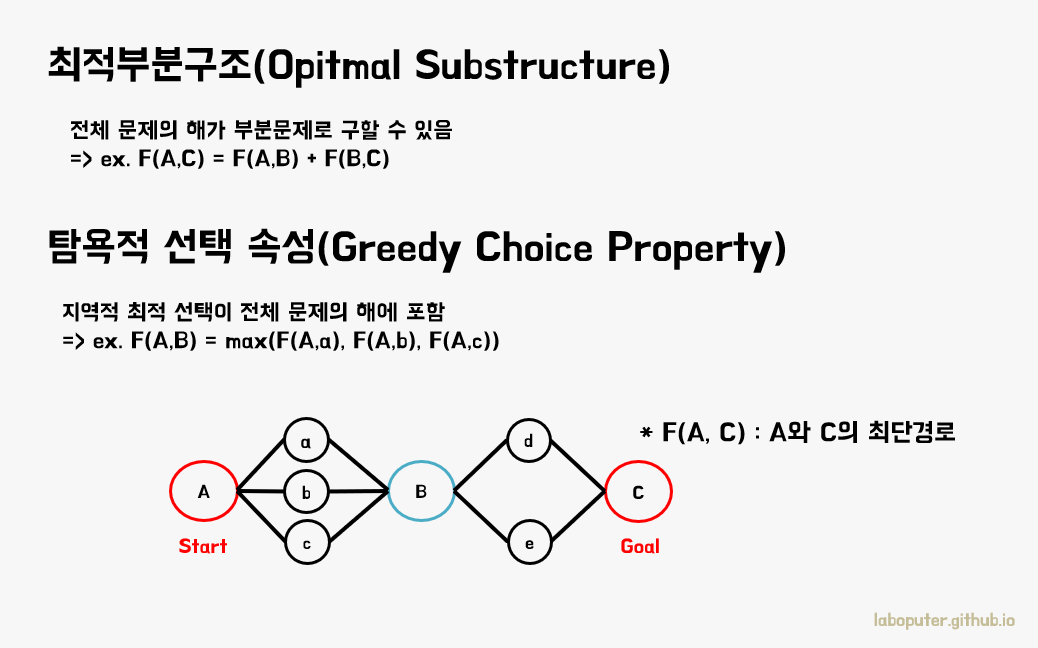 최적부분구조(Opitmal Substructure)
전체 문제의 해가 부분문제로 구할 수 있음
=> ex. F(A,C) = F(A,B) + F(B,C)
탐욕적 선택 속성(Greedy Choice Property)
지역적 최적 선택이 전체 문제의 해에 포함
=> ex. F(A,B) = max(F(A,a), F(A,b), F(A,c))
* F(A, C) : A와 C의 최단경로
a
d
A
b
B
C
c
e
Start
Goal
laboputer.github.io